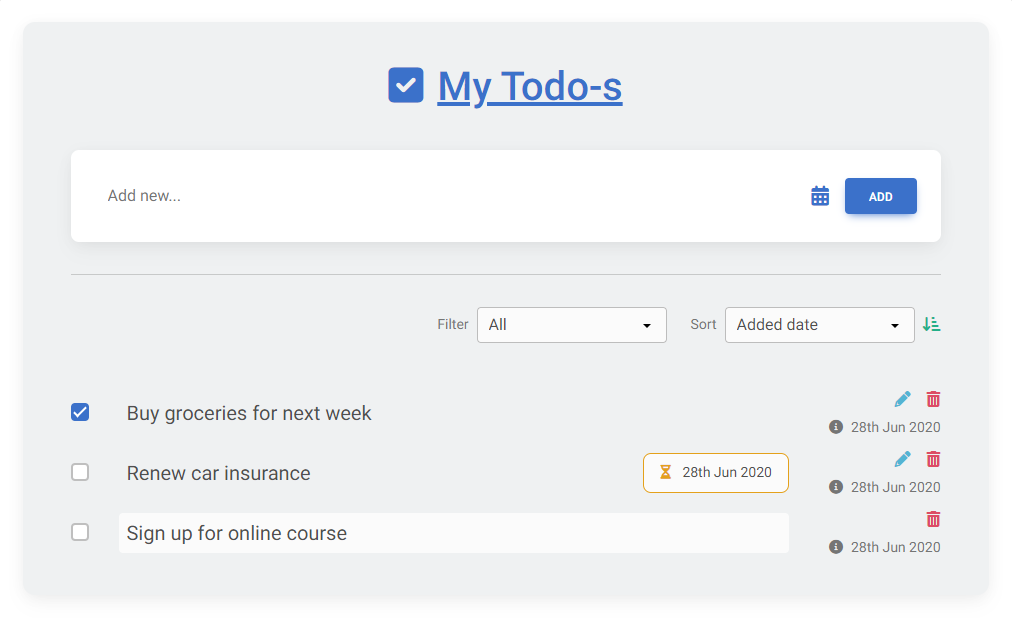 My Todo-s
Add new...
ADD
Filter All Sort Added date
Buy groceries for next week
28th Jun 2020
Renew car insurance 28th Jun 2020
28th Jun 2020
Sign up for online course
28th Jun 2020